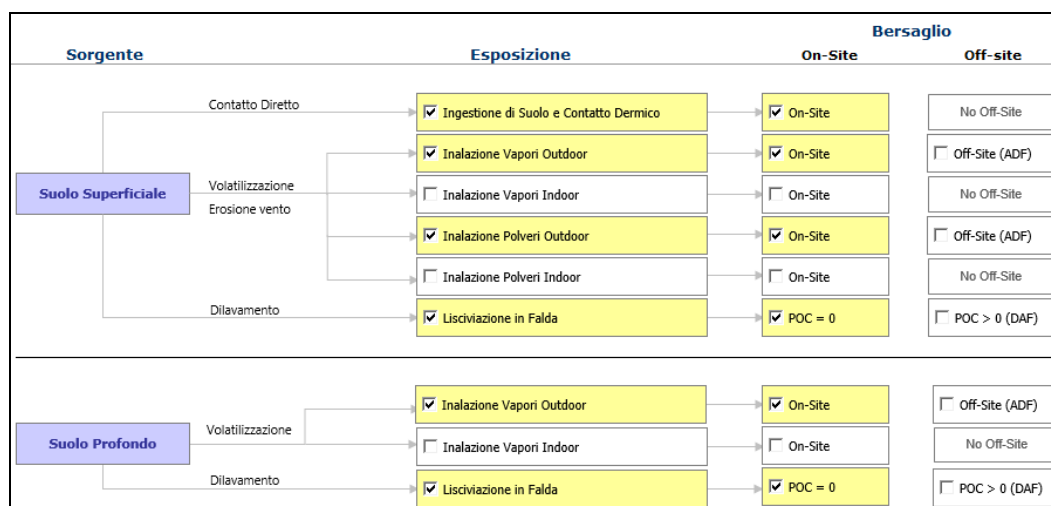 Bersaglio
Sorgente Esposizione On-Site Off-site
Contatto Diretto
Ingestione di Suolo e Contatto Dermico On-Site No Off-Site
Inalazione Vapori Outdoor On-Site Off-Site (ADF)
Suolo Superficiale
Volatilizzazione
Erosione vento
Inalazione Vapori Indoor On-Site No Off-Site
Inalazione Polveri Outdoor On-Site Off-Site (ADF)
Inalazione Polveri Indoor On-Site No Off-Site
Dilavamento
Lisciviazione in Falda POC = 0 POC > 0 (DAF)
Inalazione Vapori Outdoor On-Site Off-Site (ADF)
Volatilizzazione
Suolo Profondo
Inalazione Vapori Indoor On-Site No Off-Site
Dilavamento
Lisciviazione in Falda POC = 0 POC > 0 (DAF)